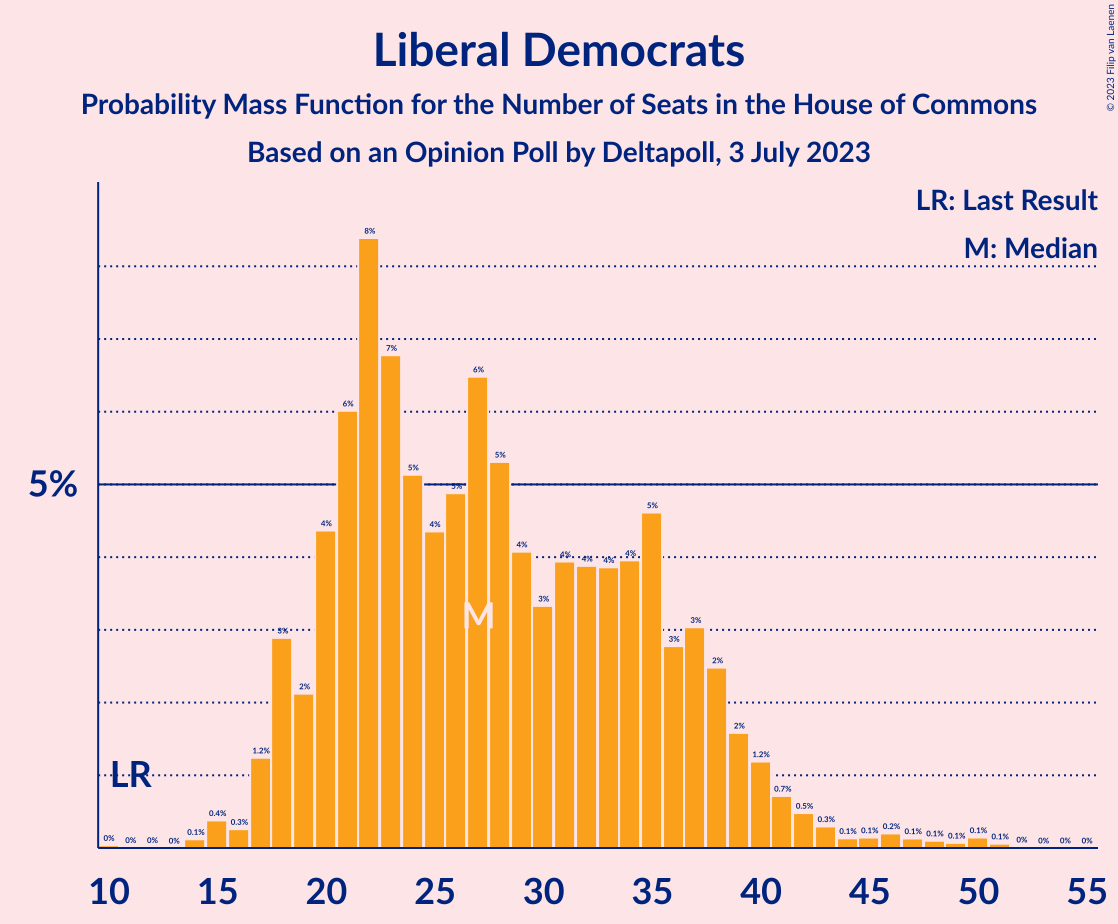 Liberal Democrats
Probability Mass Function for the Number of Seats in the House of Commons
Based on an Opinion Poll by Deltapoll, 3 July 2023
© 2023 Filip van Laenen
LR: Last Result
M: Median
5%
LR
M
0% 0% 0% 0% 0.1% 0.4% 0.3% 1.2% 3% 2% 4% 6% 8% 7% 5% 4% 5% 6% 5% 4% 3% 4% 4% 4% 4% 5% 3% 3% 2% 2% 1.2% 0.7% 0.5% 0.3% 0.1% 0.1% 0.2% 0.1% 0.1% 0.1% 0.1% 0.1% 0% 0% 0% 0%
10 15 20 25 30 35 40 45 50 55